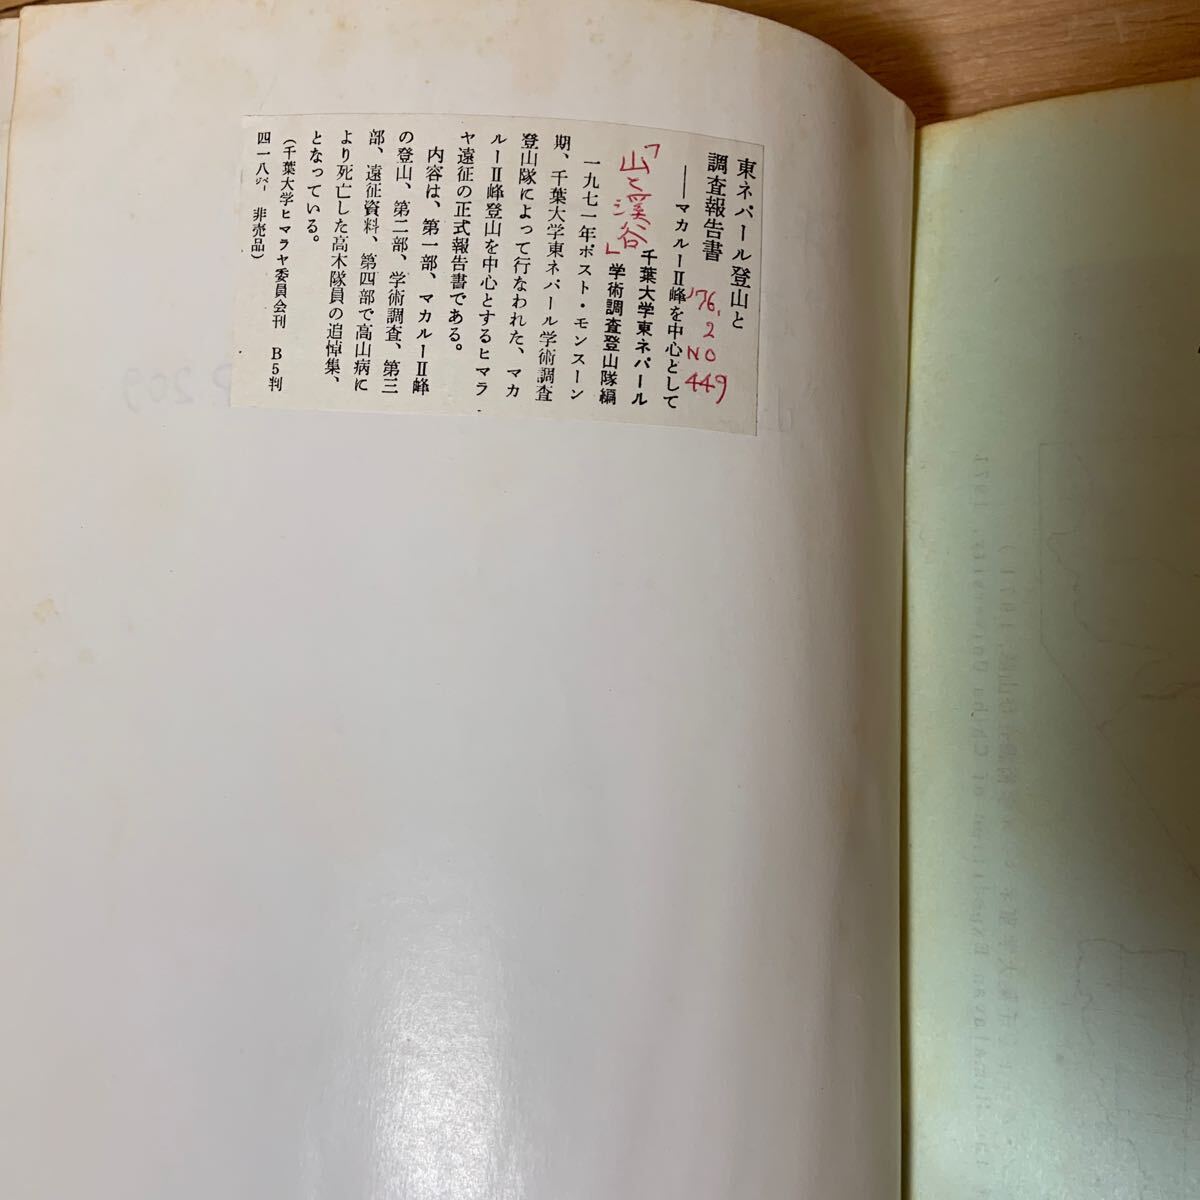 東ネパール登山と
調査報告書
――マカルーⅡ峰を中心として
千葉大学東ネパール
学術調査登山隊編
「山と渓谷」
'76.2
NO
449
一九七一年ポスト・モンスーン
期、千葉大学東ネパール学術調査
登山隊によって行なわれた、マカ
ルーⅡ峰登山を中心とするヒマラ
ヤ遠征の正式報告書である。
内容は、第一部、マカルーⅡ峰
の登山、第二部、学術調査、第三
部、遠征資料、第四部で高山病に
より死亡した高木隊員の追悼集、
となっている。
(千葉大学ヒマラヤ委員会刊 B5判
四一八㌻ 非売品)